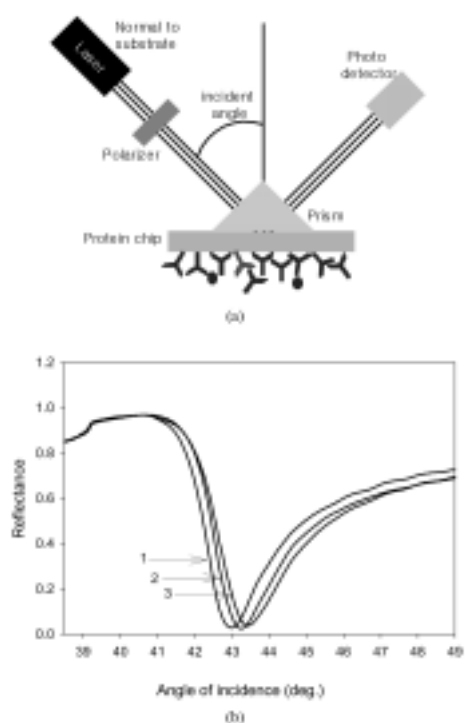 Normal to
substrate
Laser
Photo
detector
incident
angle
Polarizer
Prism
Protein chip
(a)
1.2
1.0
0.8
0.6
0.4
0.2
0.0
Reflectance
1
2
3
39 40 41 42 43 44 45 46 47 48 49
Angle of incidence (deg.)
(b)